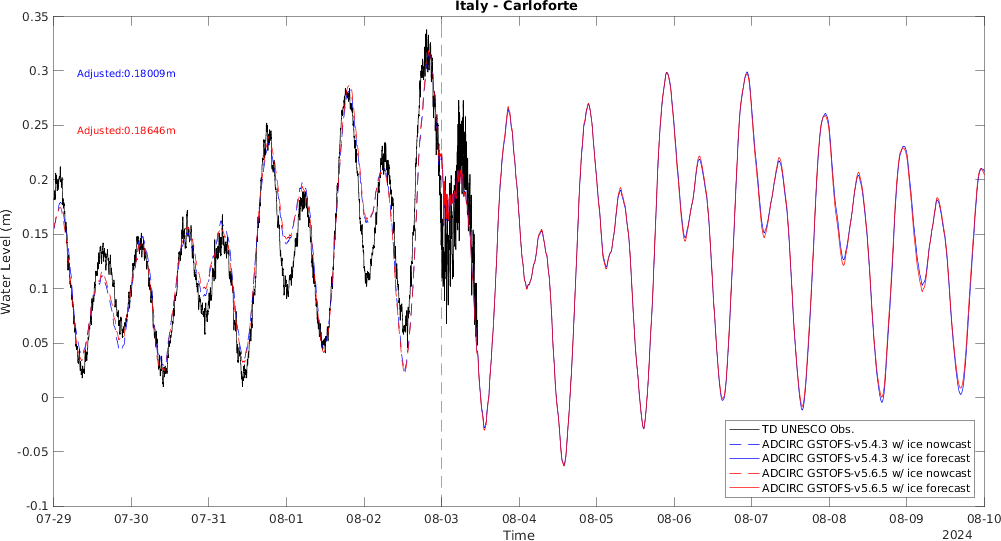 Italy - Carloforte
0.35
0.3
0.25
0.2
0.15
0.1
0.05
0
-0.05
-0.1
Water Level (m)
Adjusted:0.18009m
Adjusted:0.18646m
TD UNESCO Obs.
ADCIRC GSTOFS-v5.4.3 w/ ice nowcast
ADCIRC GSTOFS-v5.4.3 w/ ice forecast
ADCIRC GSTOFS-v5.6.5 w/ ice nowcast
ADCIRC GSTOFS-v5.6.5 w/ ice forecast
07-29 07-30 07-31 08-01 08-02 08-03 08-04 08-05 08-06 08-07 08-08 08-09 08-10
Time
2024